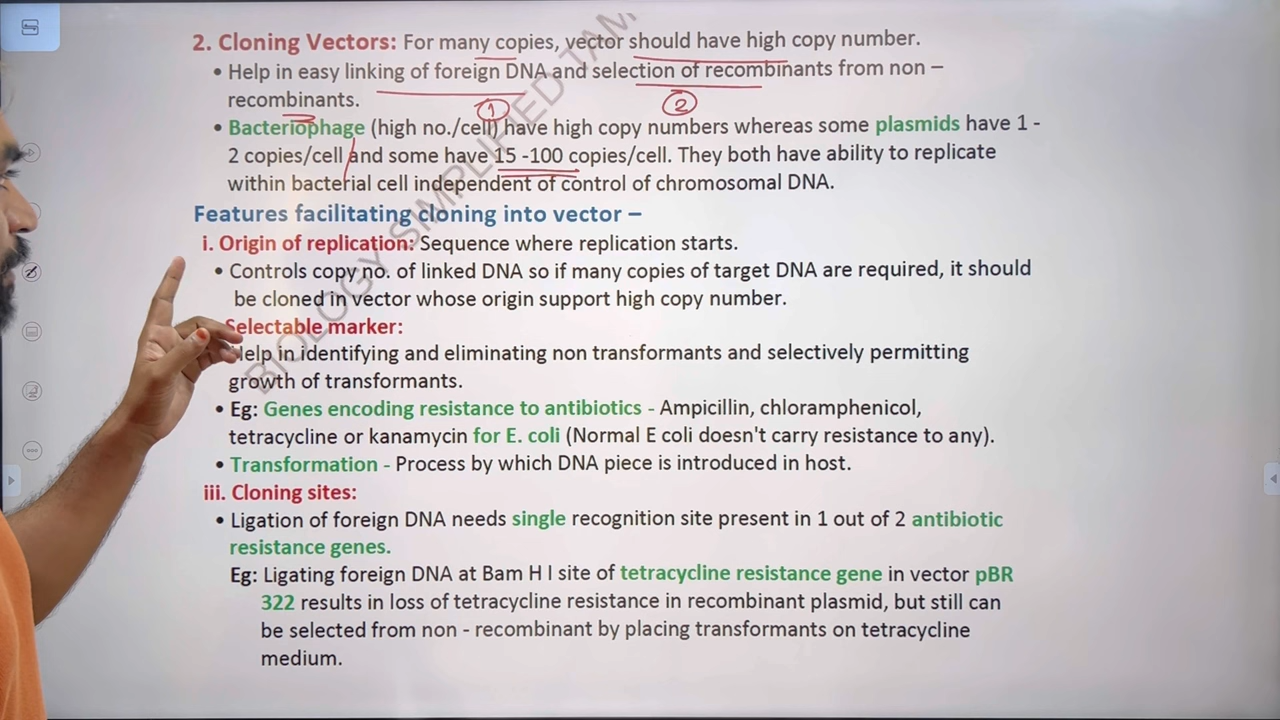 2. Cloning Vectors: For many copies, vector should have high copy number.
• Help in easy linking of foreign DNA and selection of recombinants from non –
recombinants.
1 2
• Bacteriophage (high no./cell) have high copy numbers whereas some plasmids have 1 -
2 copies/cell and some have 15 -100 copies/cell. They both have ability to replicate
within bacterial cell independent of control of chromosomal DNA.
Features facilitating cloning into vector –
i. Origin of replication: Sequence where replication starts.
• Controls copy no. of linked DNA so if many copies of target DNA are required, it should
be cloned in vector whose origin support high copy number.
Selectable marker:
Help in identifying and eliminating non transformants and selectively permitting
growth of transformants.
• Eg: Genes encoding resistance to antibiotics - Ampicillin, chloramphenicol,
tetracycline or kanamycin for E. coli (Normal E coli doesn't carry resistance to any).
• Transformation - Process by which DNA piece is introduced in host.
iii. Cloning sites:
• Ligation of foreign DNA needs single recognition site present in 1 out of 2 antibiotic
resistance genes.
Eg: Ligating foreign DNA at Bam H I site of tetracycline resistance gene in vector pBR
322 results in loss of tetracycline resistance in recombinant plasmid, but still can
be selected from non - recombinant by placing transformants on tetracycline
medium.
BIOLOGY SIMPLIFIED TAM